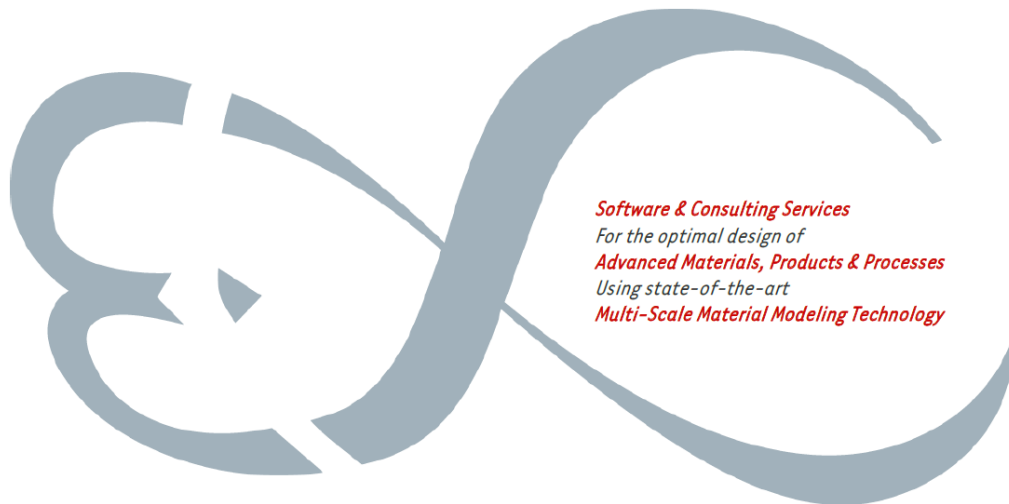 Software & Consulting Services
For the optimal design of
Advanced Materials, Products & Processes
Using state-of-the-art
Multi-Scale Material Modeling Technology